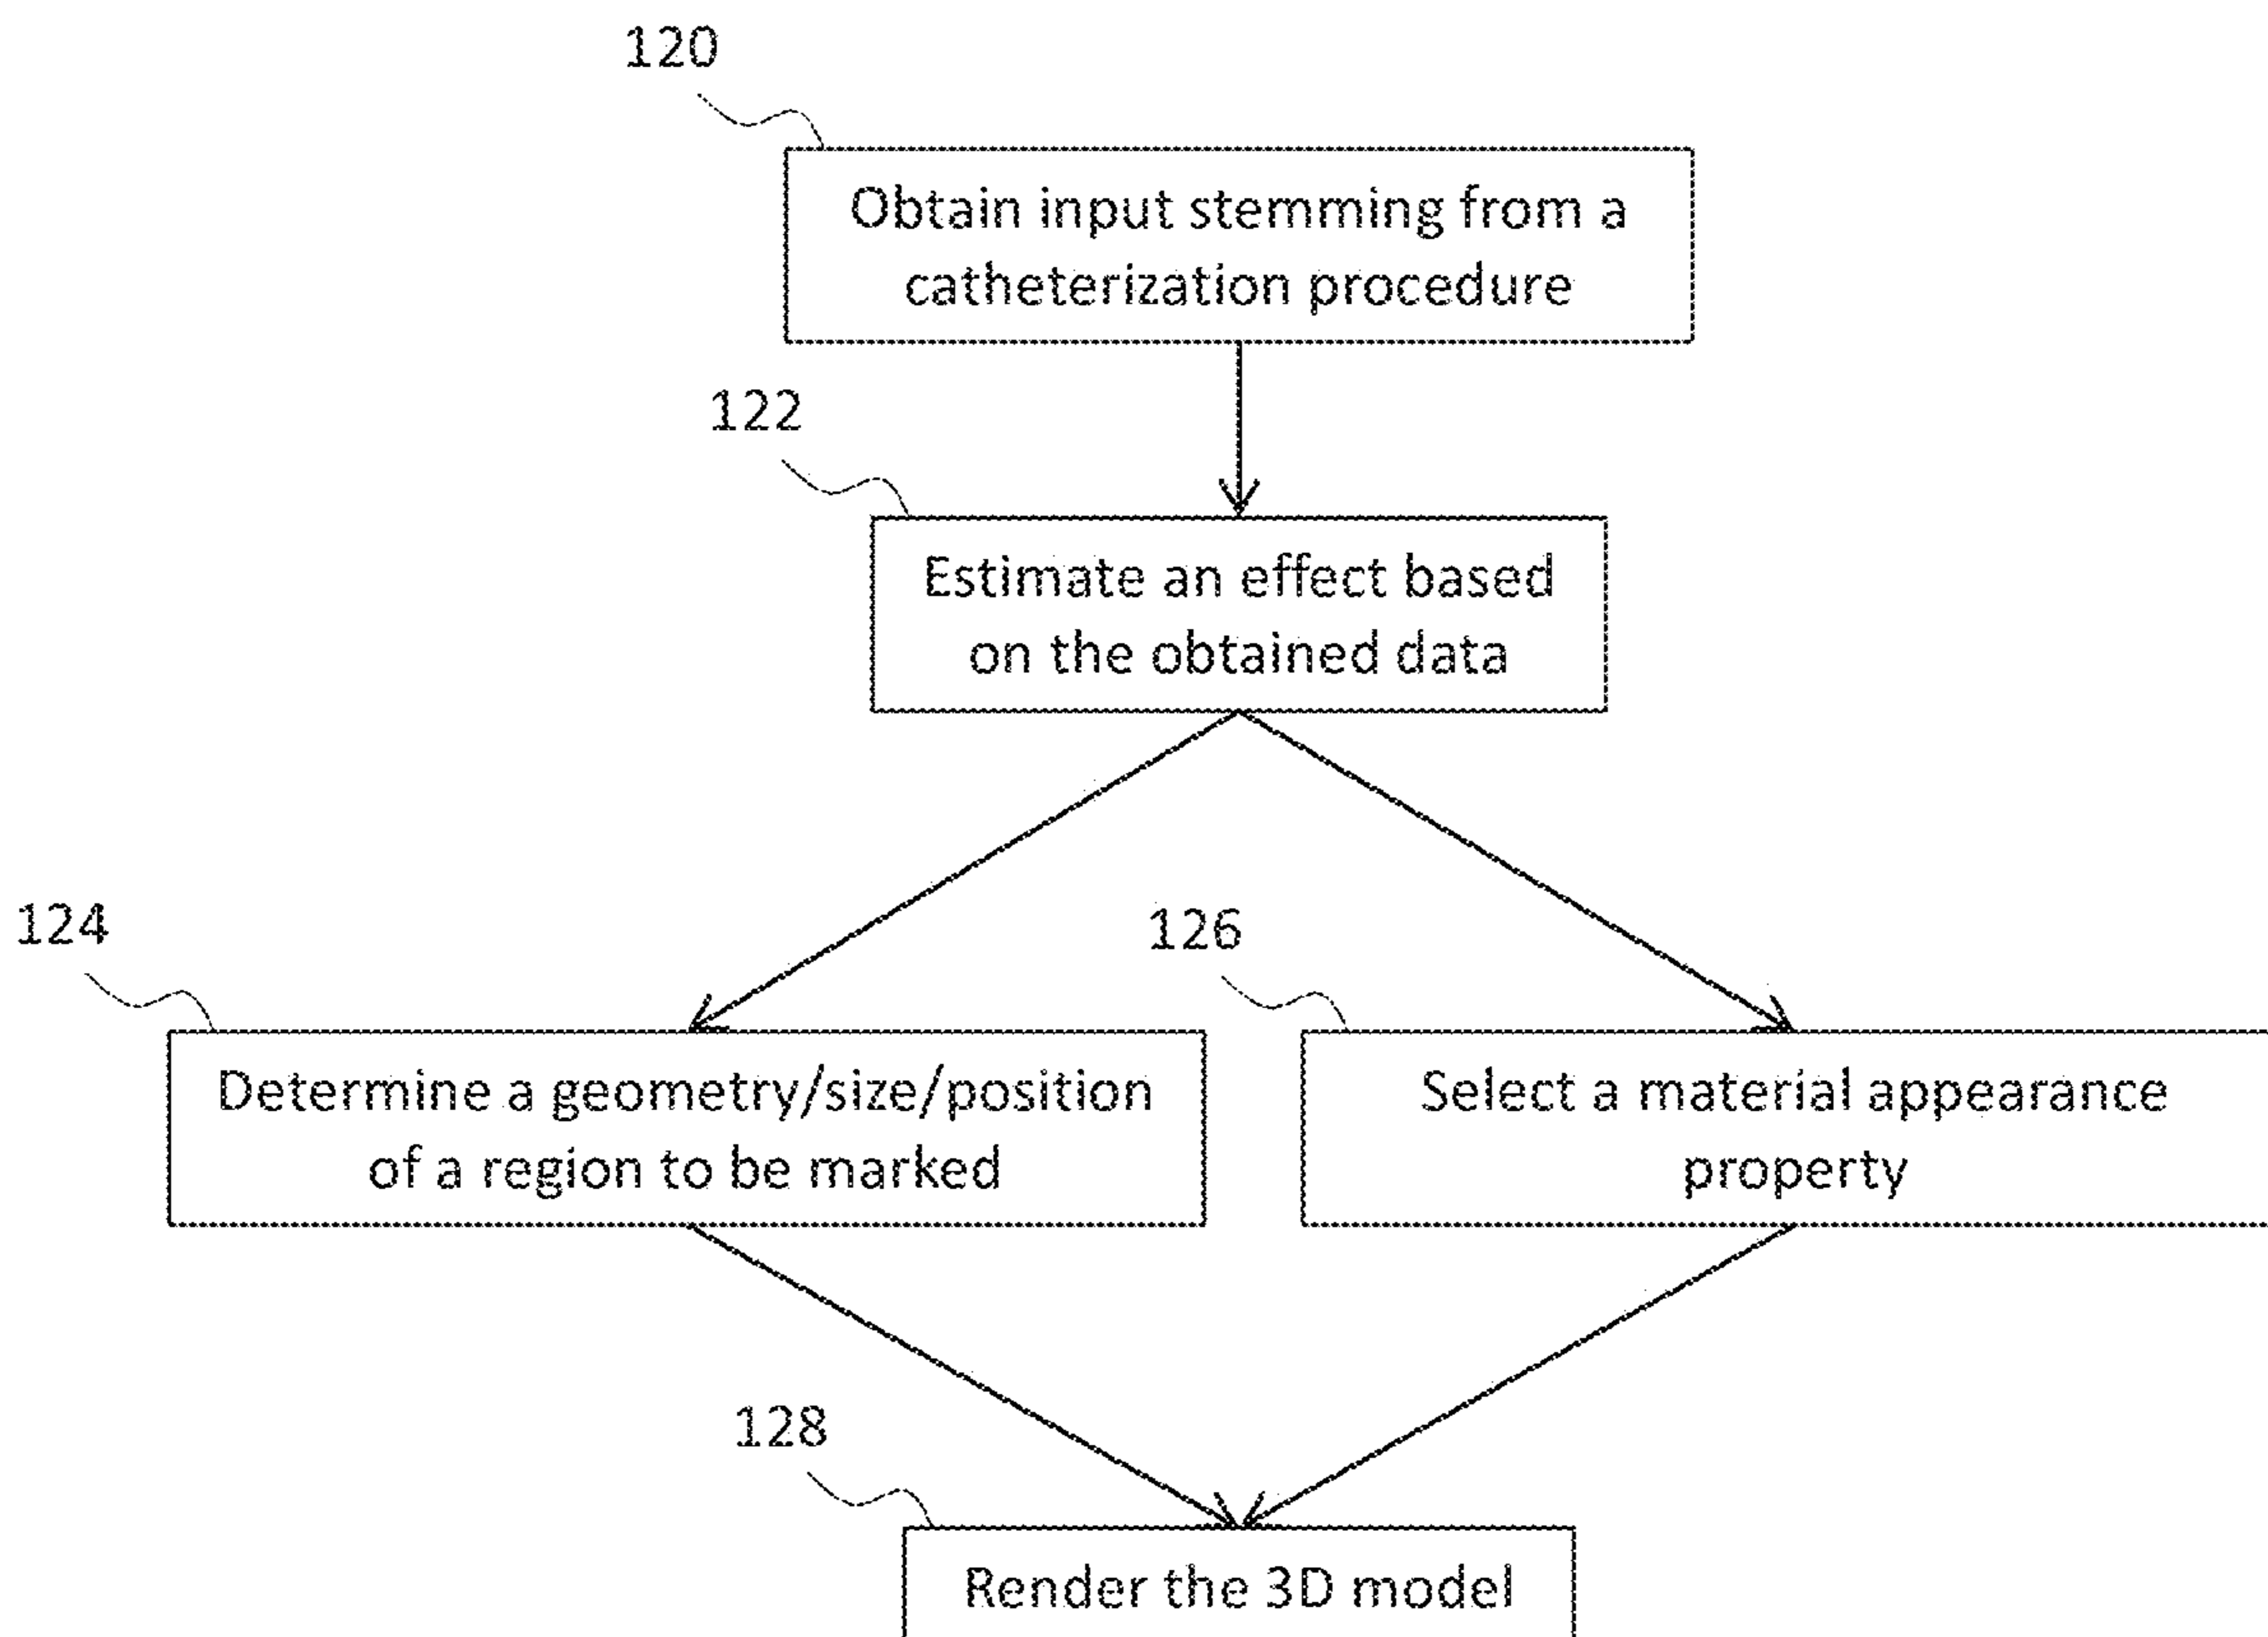 120
Obtain input stemming from a
catheterization procedure
122
Estimate an effect based
on the obtained data
124
Determine a geometry/size/position
of a region to be marked
126
Select a material appearance
property
128
Render the 3D model